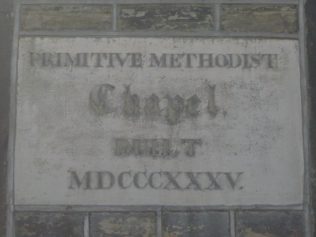 PRIMITIVE METHODIST
Chapel.
BUILT
MDCCCXXXV.